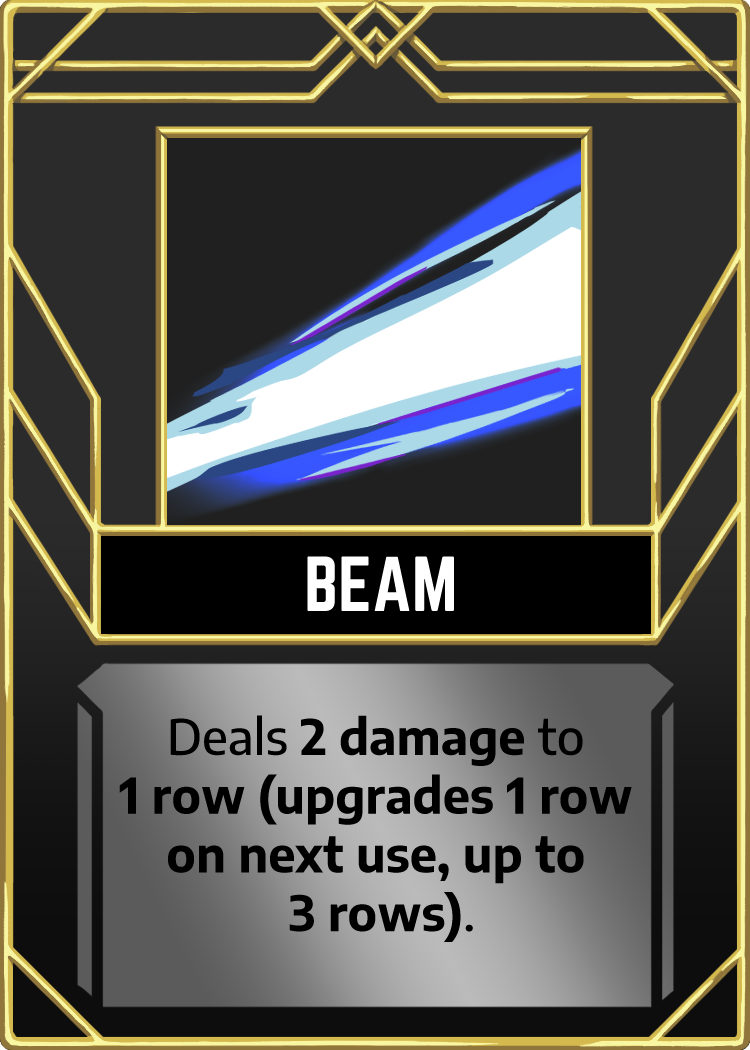 BEAM
Deals 2 damage to
1 row (upgrades 1 row
on next use, up to
3 rows).